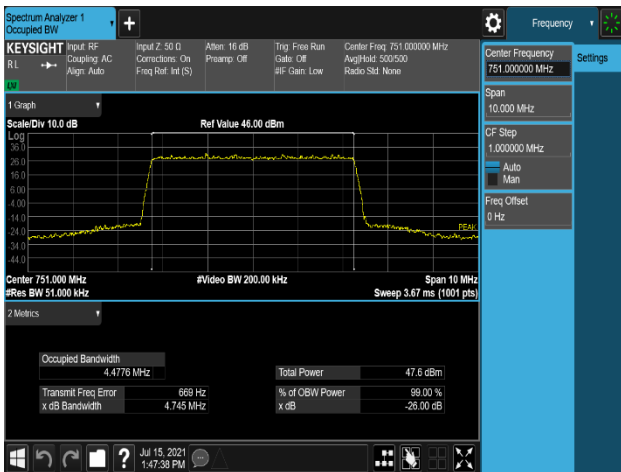 Spectrum Analyzer 1
Occupied BW
+
Frequency
KEYSIGHT
RL
LW
Input: RF
Coupling: AC
Align: Auto
Input Z: 50 Ω
Corrections: On
Freq Ref: Int (S)
Atten: 16 dB
Preamp: Off
Trig: Free Run
Gate: Off
#IF Gain: Low
Center Freq: 751.000000 MHz
Avg|Hold: 500/500
Radio Std: None
Center Frequency
751.000000 MHz
Settings
Span
10.000 MHz
CF Step
1.000000 MHz
Auto
Man
Freq Offset
0 Hz
1 Graph
Scale/Div 10.0 dB
Ref Value 46.00 dBm
Log
36.0
26.0
16.0
6.00
-4.00
-14.0
-24.0
-34.0
-44.0
PEAK
Center 751.000 MHz
#Video BW 200.00 kHz
Span 10 MHz
#Res BW 51.000 kHz
Sweep 3.67 ms (1001 pts)
2 Metrics
Occupied Bandwidth
4.4776 MHz
Total Power 47.6 dBm
Transmit Freq Error 669 Hz
% of OBW Power 99.00 %
x dB Bandwidth 4.745 MHz
x dB -26.00 dB
?
Jul 15, 2021
1:47:38 PM